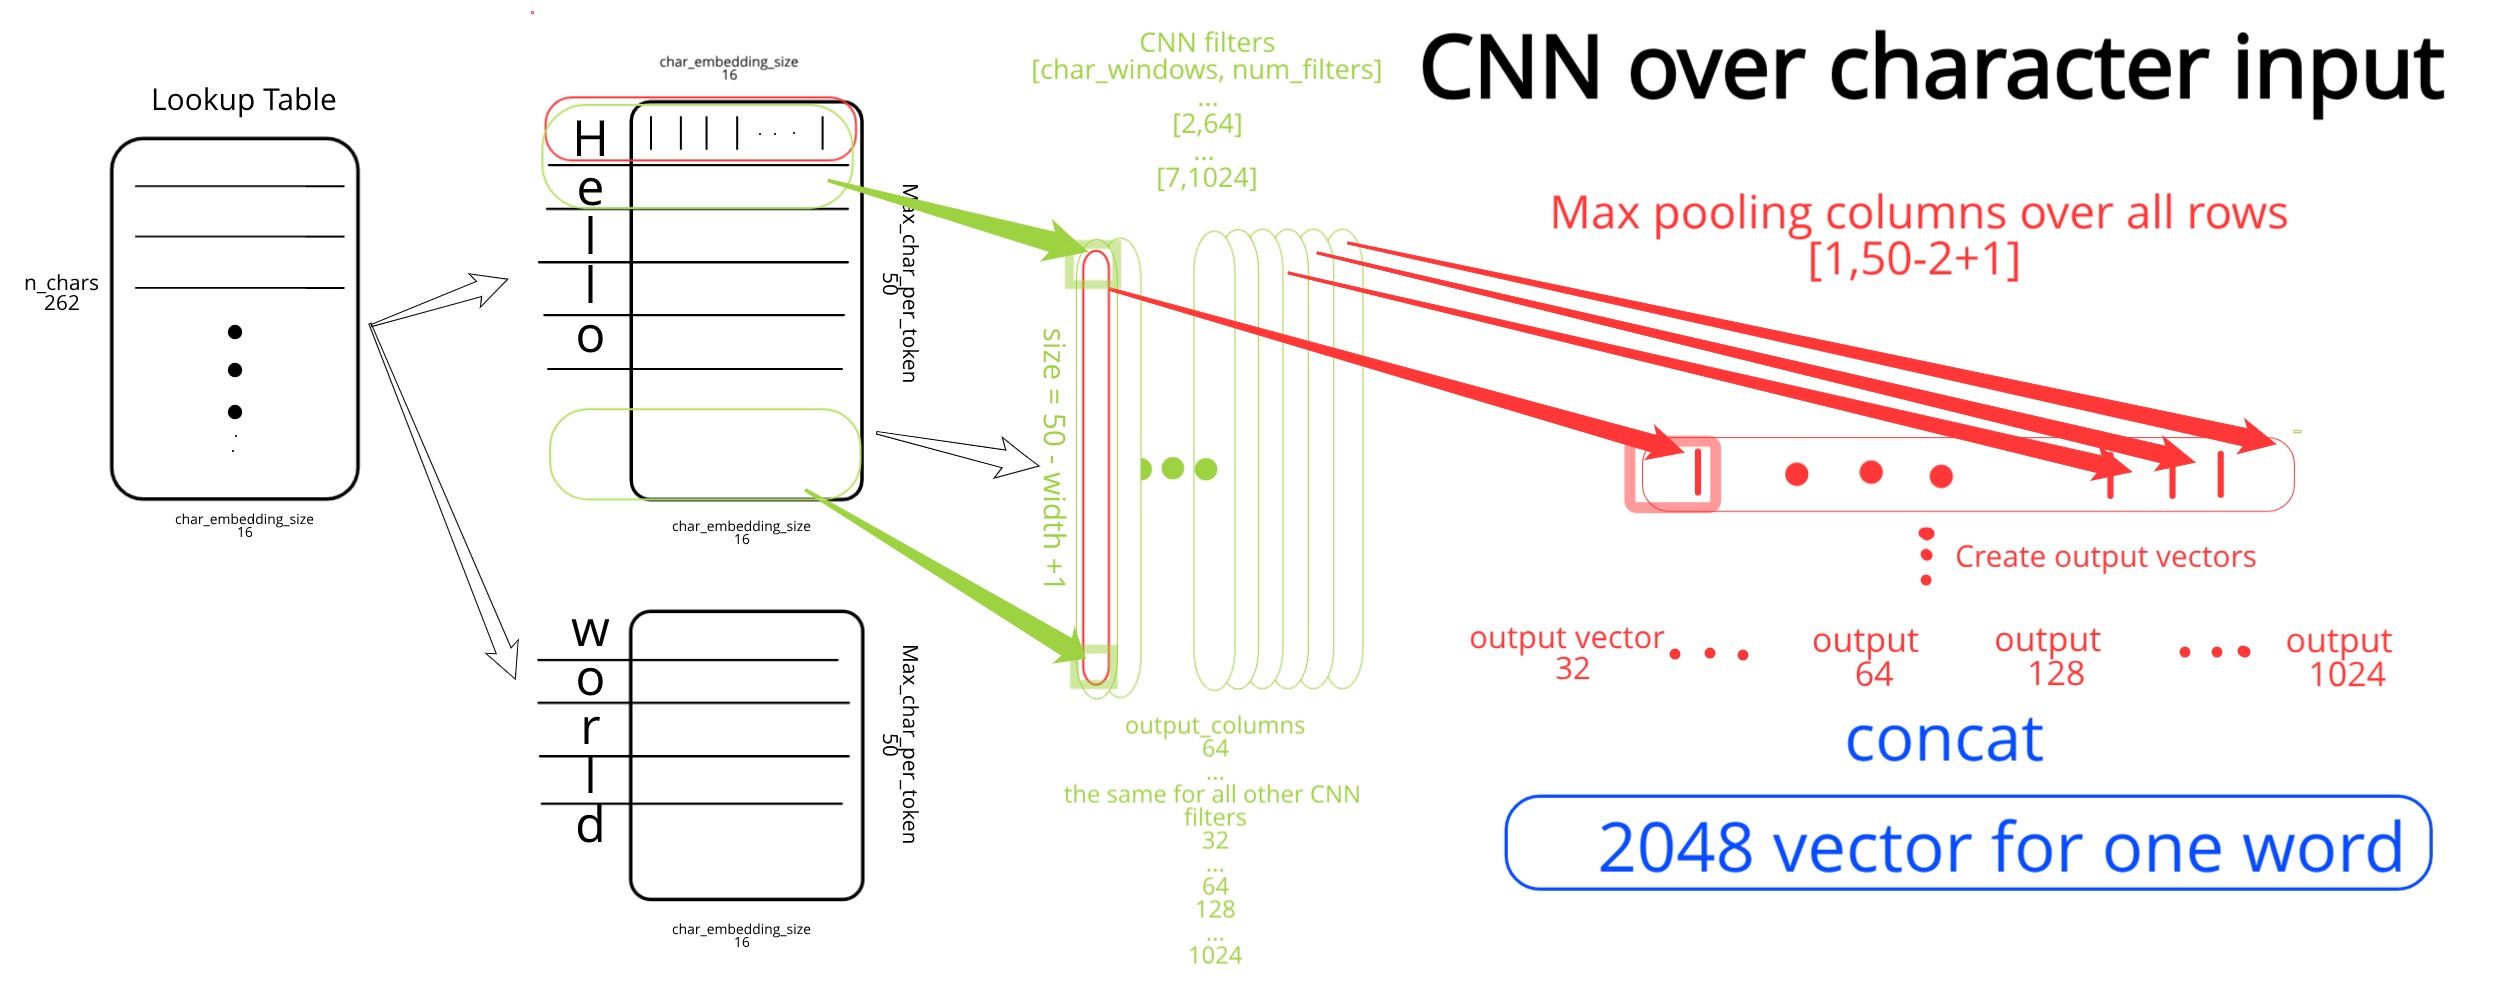 CNN over character input
Lookup Table
n_chars
262
char_embedding_size
16
char_embedding_size
16
H
e
l
l
o
Max_char_per_token
50
char_embedding_size
16
w
o
r
l
d
Max_char_per_token
50
char_embedding_size
16
CNN filters
[char_windows, num_filters]
...
[2,64]
...
[7,1024]
size = 50 - width +1
output_columns
64
...
the same for all other CNN
filters
32
...
64
128
...
1024
Max pooling columns over all rows
[1,50-2+1]
Create output vectors
output vector
32
output
64
output
128
output
1024
concat
2048 vector for one word